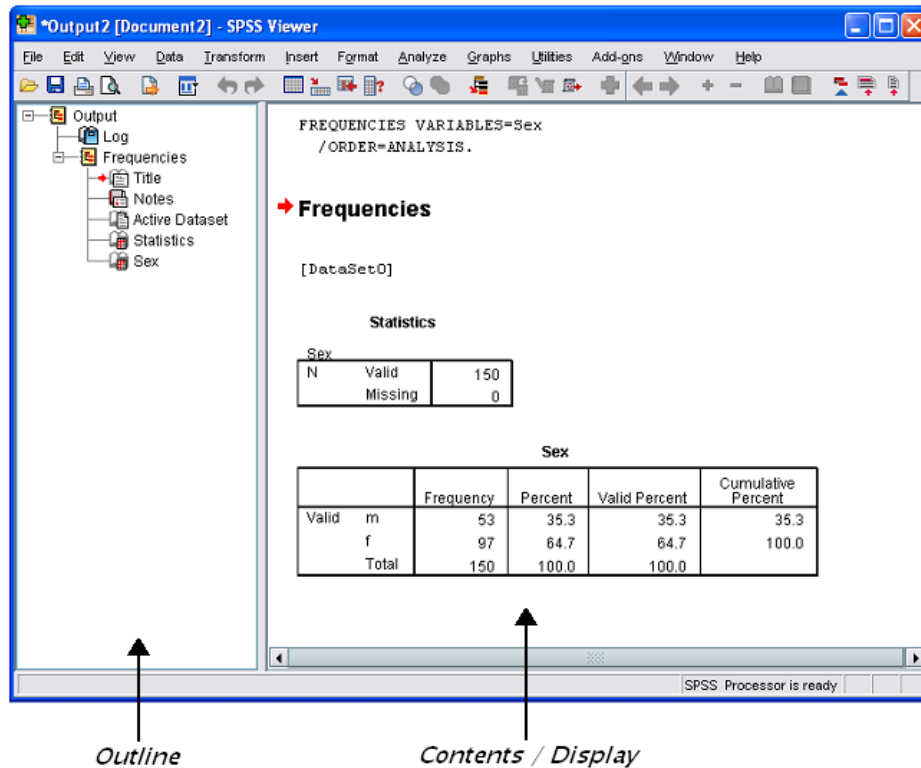 *Output2 [Document2] - SPSS Viewer
File Edit View Data Transform Insert Format Analyze Graphs Utilities Add-ons Window Help
Output
Log
Frequencies
Title
Notes
Active Dataset
Statistics
Sex
FREQUENCIES VARIABLES=Sex
/ORDER=ANALYSIS.
Frequencies
[DataSet0]
Statistics
Sex
N Valid 150
Missing 0
Sex
Frequency Percent Valid Percent Cumulative Percent
Valid m 53 35.3 35.3 35.3
f 97 64.7 64.7 100.0
Total 150 100.0 100.0
SPSS Processor is ready
Outline
Contents / Display